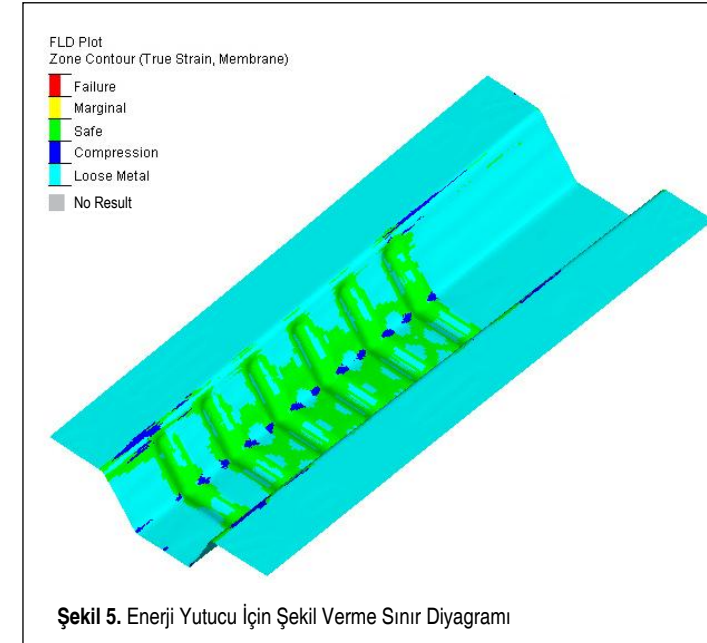 FLD Plot
Zone Contour (True Strain, Membrane)
Failure
Marginal
Safe
Compression
Loose Metal
No Result
Şekil 5. Enerji Yutucu İçin Şekil Verme Sınır Diyagramı